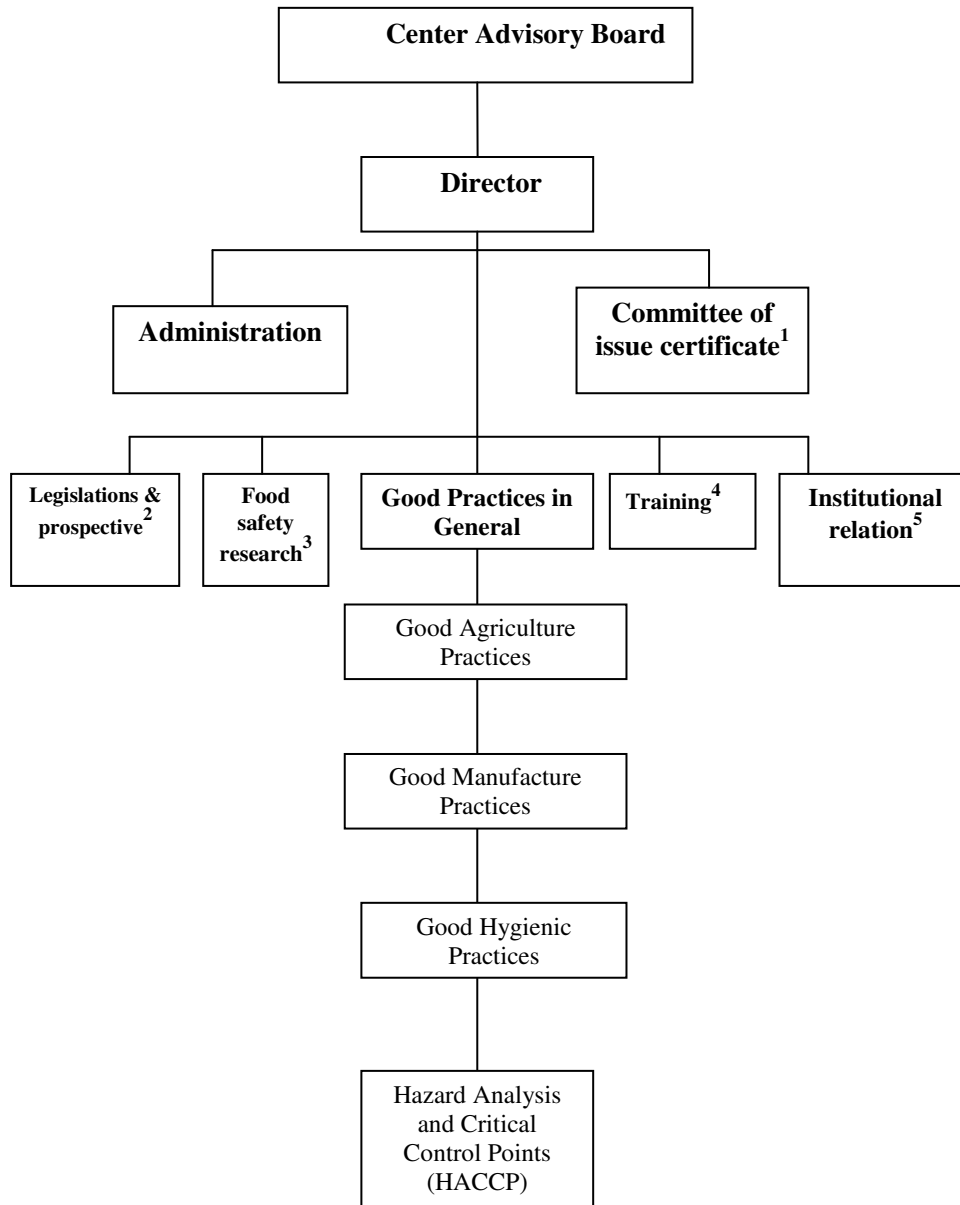 Center Advisory Board
Director
Administration
Committee of
issue certificate1
Legislations &
prospective2
Food
safety
research3
Good Practices in
General
Training4
Institutional
relation5
Good Agriculture
Practices
Good Manufacture
Practices
Good Hygienic
Practices
Hazard Analysis
and Critical
Control Points
(HACCP)